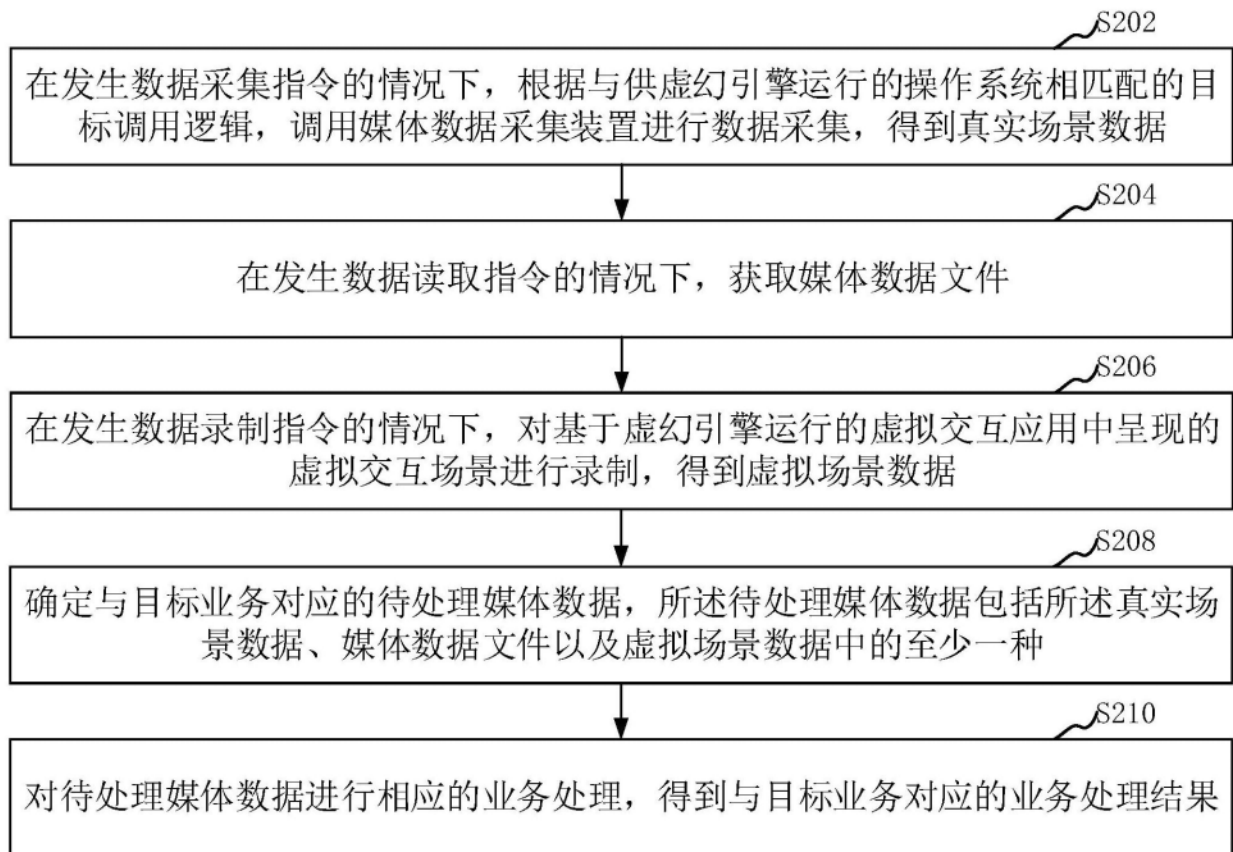 S202
在发生数据采集指令的情况下，根据与供虚幻引擎运行的操作系统相匹配的目
标调用逻辑，调用媒体数据采集装置进行数据采集，得到真实场景数据
S204
在发生数据读取指令的情况下，获取媒体数据文件
S206
在发生数据录制指令的情况下，对基于虚幻引擎运行的虚拟交互应用中呈现的
虚拟交互场景进行录制，得到虚拟场景数据
S208
确定与目标业务对应的待处理媒体数据，所述待处理媒体数据包括所述真实场
景数据、媒体数据文件以及虚拟场景数据中的至少一种
S210
对待处理媒体数据进行相应的业务处理，得到与目标业务对应的业务处理结果